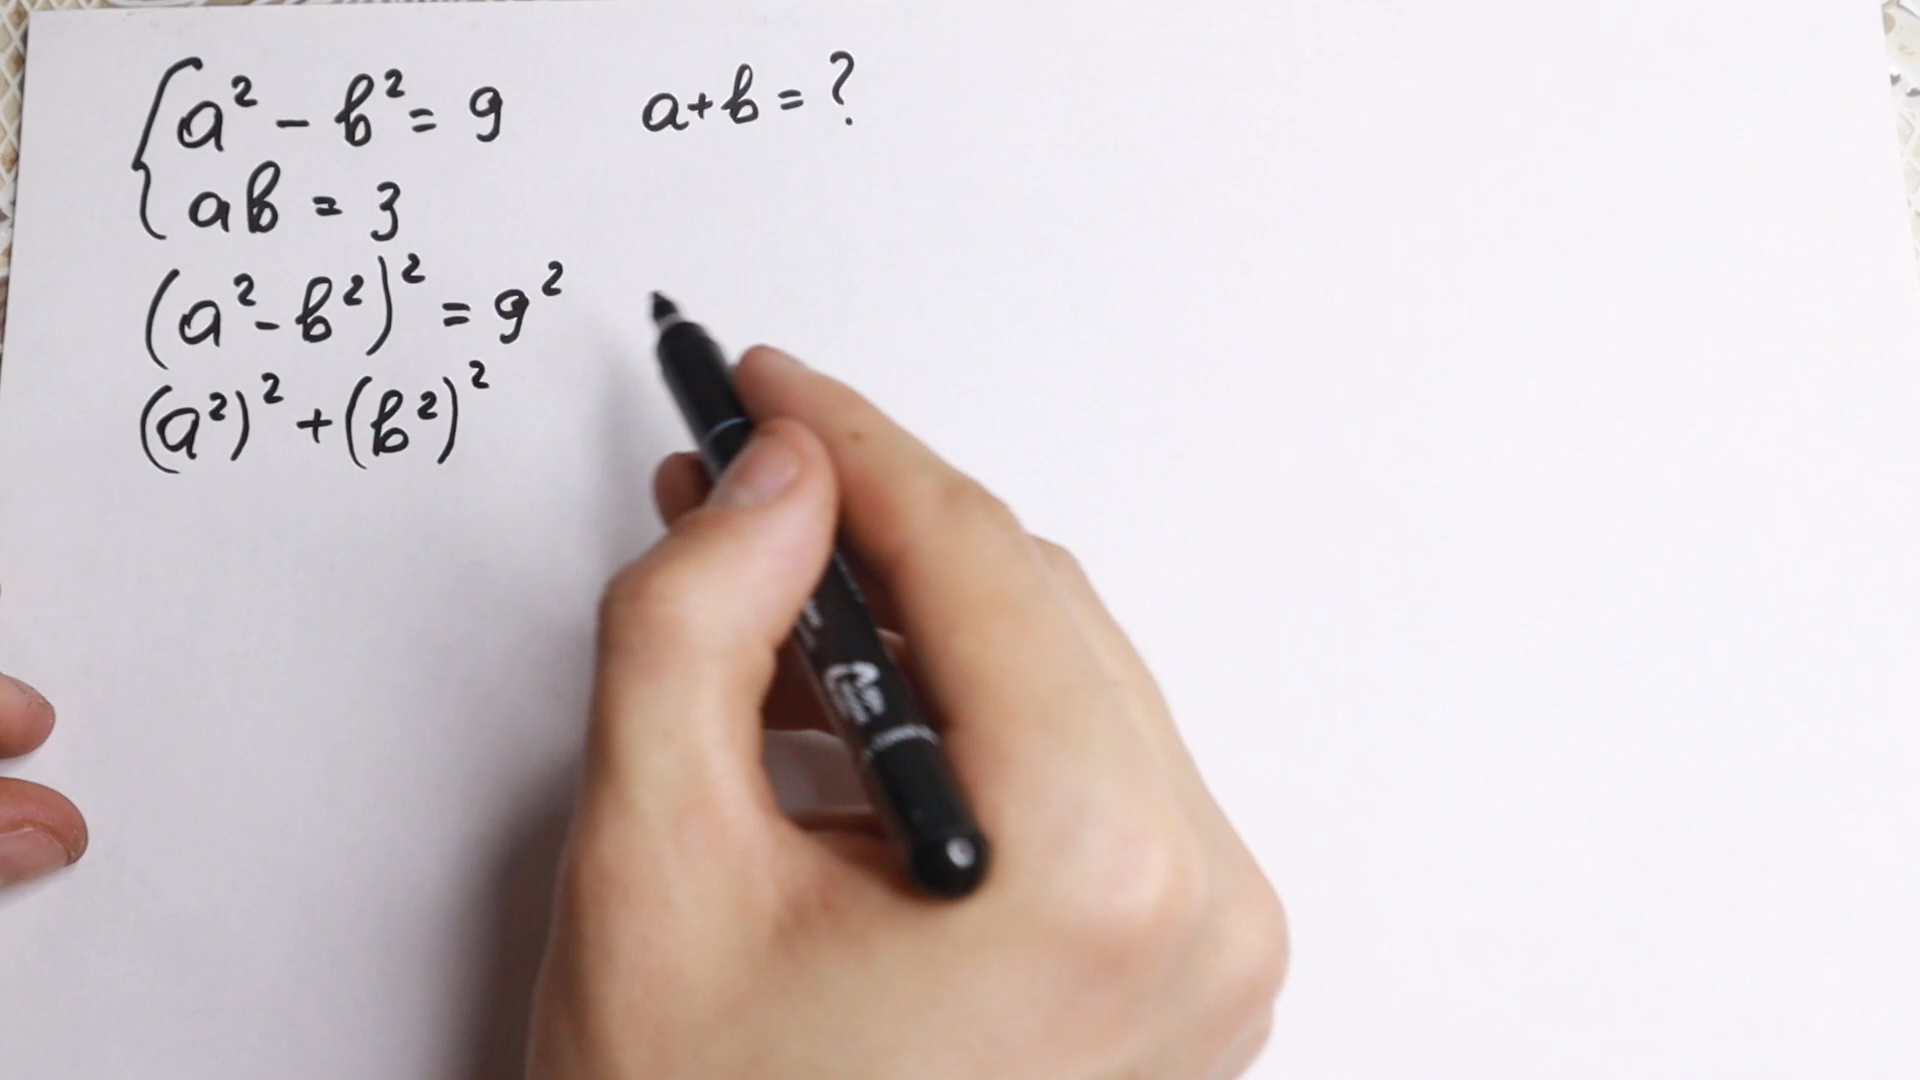 a² - b² = 9 a+b = ?
ab = 3
(a² - b²)² = 9²
(a²)² + (b²)²